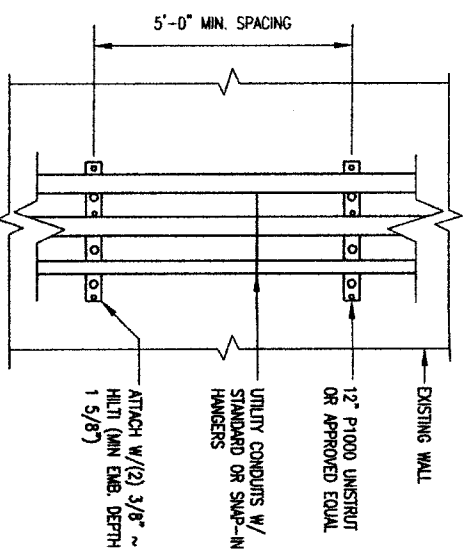 5'-0" MIN. SPACING
EXISTING WALL
12" P1000 UNISTRUT
OR APPROVED EQUAL
UTILITY CONDUITS W/
STANDARD OR SNAP-IN
HANGERS
ATTACH W/(2) 3/8" ~
HILTI (MIN EMB. DEPTH
1 5/8")